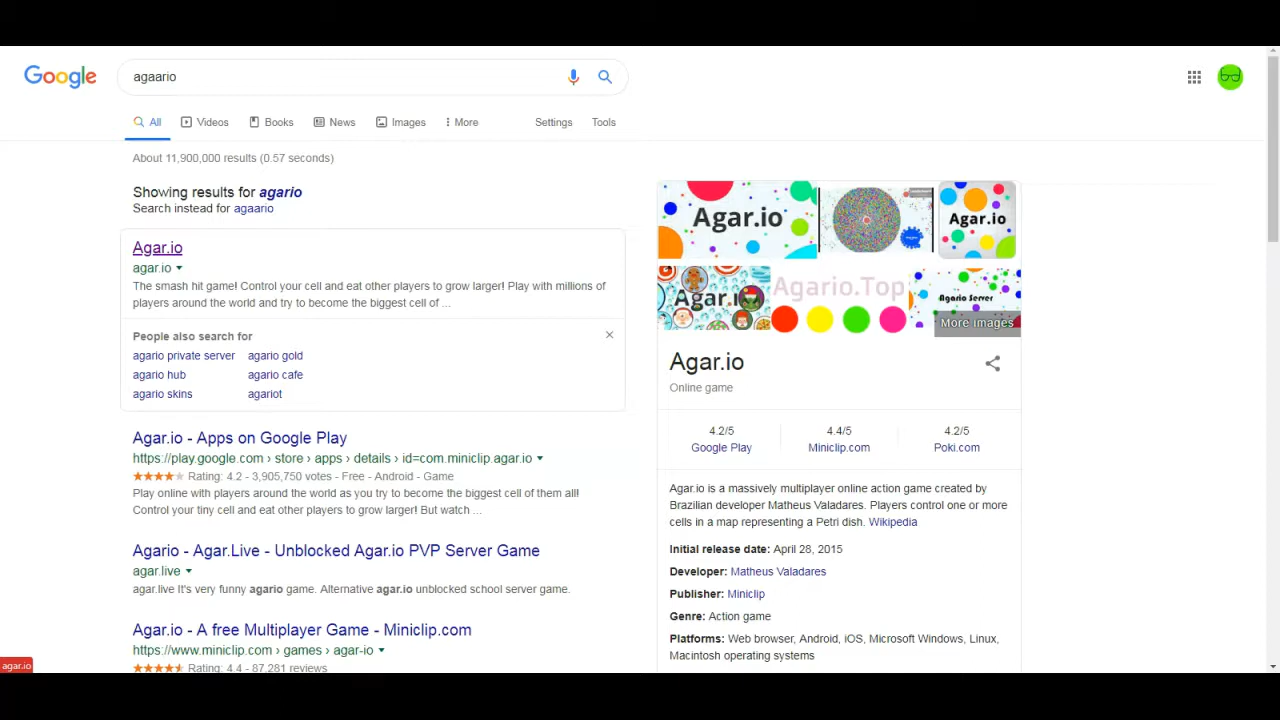 Google
agaario
All
Videos
Books
News
Images
More
Settings
Tools
About 11,900,000 results (0.57 seconds)
Showing results for agario
Search instead for agaario
Agar.io
agar.io
The smash hit game! Control your cell and eat other players to grow larger! Play with millions of
players around the world and try to become the biggest cell of ...
People also search for
agario private server
agario gold
agario hub
agario cafe
agario skins
agariot
Agar.io - Apps on Google Play
https://play.google.com › store › apps › details › id=com.miniclip.agar.io
Rating: 4.2 - 3,905,750 votes - Free - Android - Game
Play online with players around the world as you try to become the biggest cell of them all!
Control your tiny cell and eat other players to grow larger! But watch ...
Agario - Agar.Live - Unblocked Agar.io PVP Server Game
agar.live
agar.live It's very funny agario game. Alternative agar.io unblocked school server game.
Agar.io - A free Multiplayer Game - Miniclip.com
https://www.miniclip.com › games › agar-io
Rating: 4.4 - 87,281 reviews
agar.io
Agar.io
Agar.io
Agar.io
Agario.Top
Agario Server
More images
Agar.io
Online game
4.2/5
Google Play
4.4/5
Miniclip.com
4.2/5
Poki.com
Agar.io is a massively multiplayer online action game created by
Brazilian developer Matheus Valadares. Players control one or more
cells in a map representing a Petri dish. Wikipedia
Initial release date: April 28, 2015
Developer: Matheus Valadares
Publisher: Miniclip
Genre: Action game
Platforms: Web browser, Android, iOS, Microsoft Windows, Linux,
Macintosh operating systems